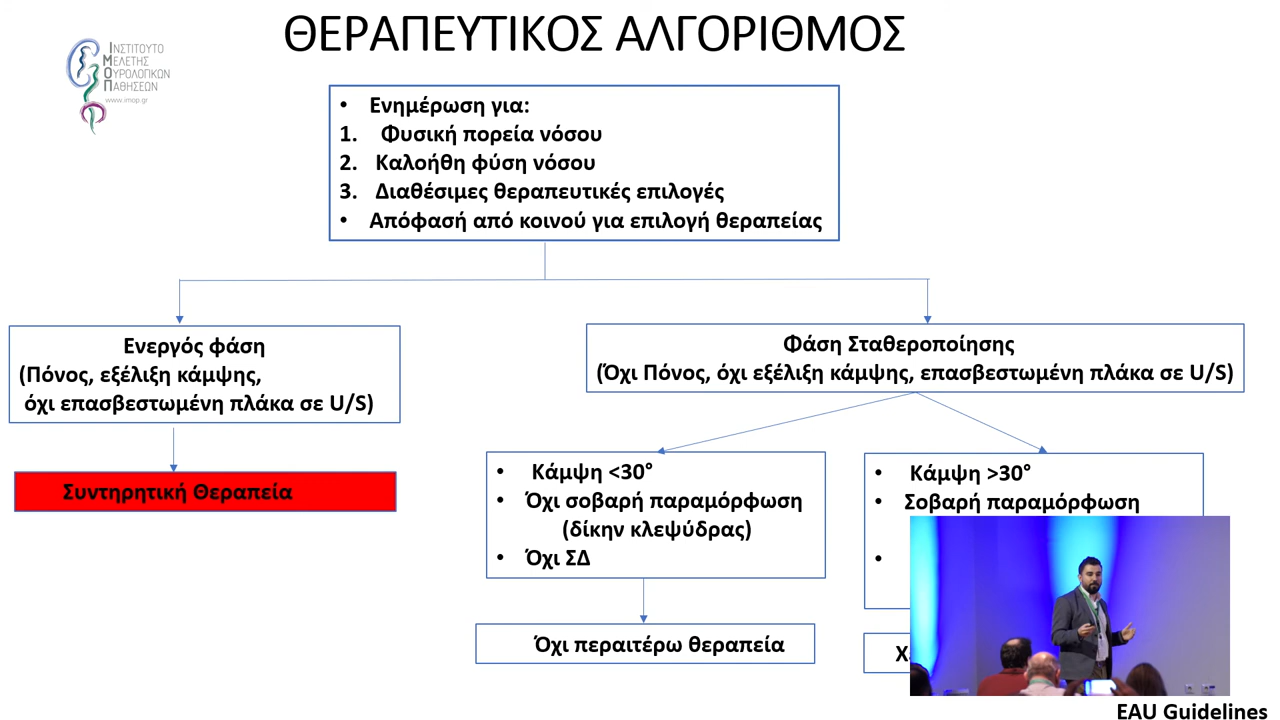 ΘΕΡΑΠΕΥΤΙΚΟΣ ΑΛΓΟΡΙΘΜΟΣ
ΙΝΣΤΙΤΟΥΤΟ
ΜΕΛΕΤΗΣ
ΟΥΡΟΛΟΓΙΚΩΝ
ΠΑΘΗΣΕΩΝ
www.imop.gr
• Ενημέρωση για:
1. Φυσική πορεία νόσου
2. Καλοήθη φύση νόσου
3. Διαθέσιμες θεραπευτικές επιλογές
• Απόφασή από κοινού για επιλογή θεραπείας
Ενεργός φάση
(Πόνος, εξέλιξη κάμψης,
όχι επασβεστωμένη πλάκα σε U/S)
Συντηρητική Θεραπεία
Φάση Σταθεροποίησης
(Όχι Πόνος, όχι εξέλιξη κάμψης, επασβεστωμένη πλάκα σε U/S)
• Κάμψη <30°
• Όχι σοβαρή παραμόρφωση
(δίκην κλεψύδρας)
• Όχι ΣΔ
Όχι περαιτέρω θεραπεία
• Κάμψη >30°
• Σοβαρή παραμόρφωση
EAU Guidelines